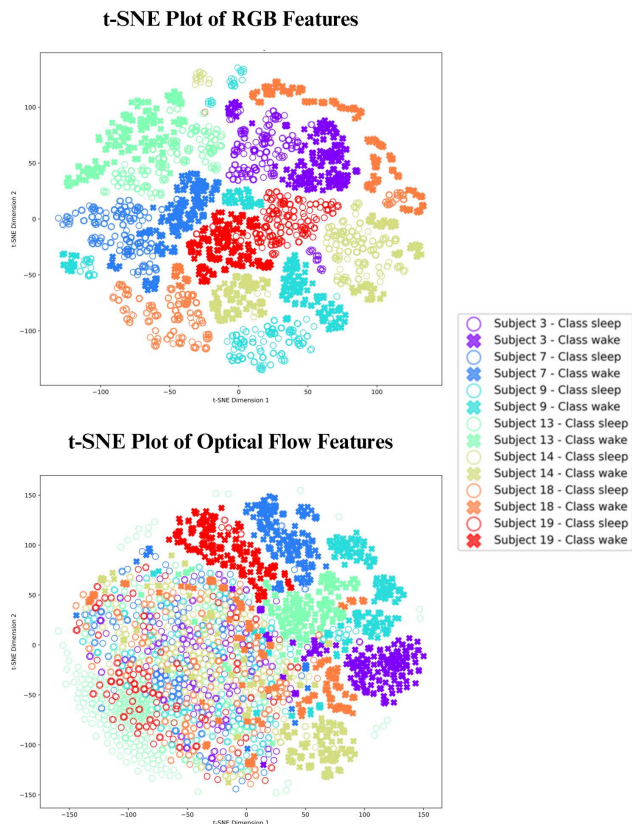 t-SNE Plot of RGB Features
100
50
0
−50
−100
t-SNE Dimension 2
−100
−50
0
50
100
t-SNE Dimension 1
Subject 3 - Class sleep
Subject 3 - Class wake
Subject 7 - Class sleep
Subject 7 - Class wake
Subject 9 - Class sleep
Subject 9 - Class wake
Subject 13 - Class sleep
Subject 13 - Class wake
Subject 14 - Class sleep
Subject 14 - Class wake
Subject 18 - Class sleep
Subject 18 - Class wake
Subject 19 - Class sleep
Subject 19 - Class wake
t-SNE Plot of Optical Flow Features
150
100
50
0
−50
−100
−150
t-SNE Dimension 2
−150
−100
−50
0
50
100
150
t-SNE Dimension 1